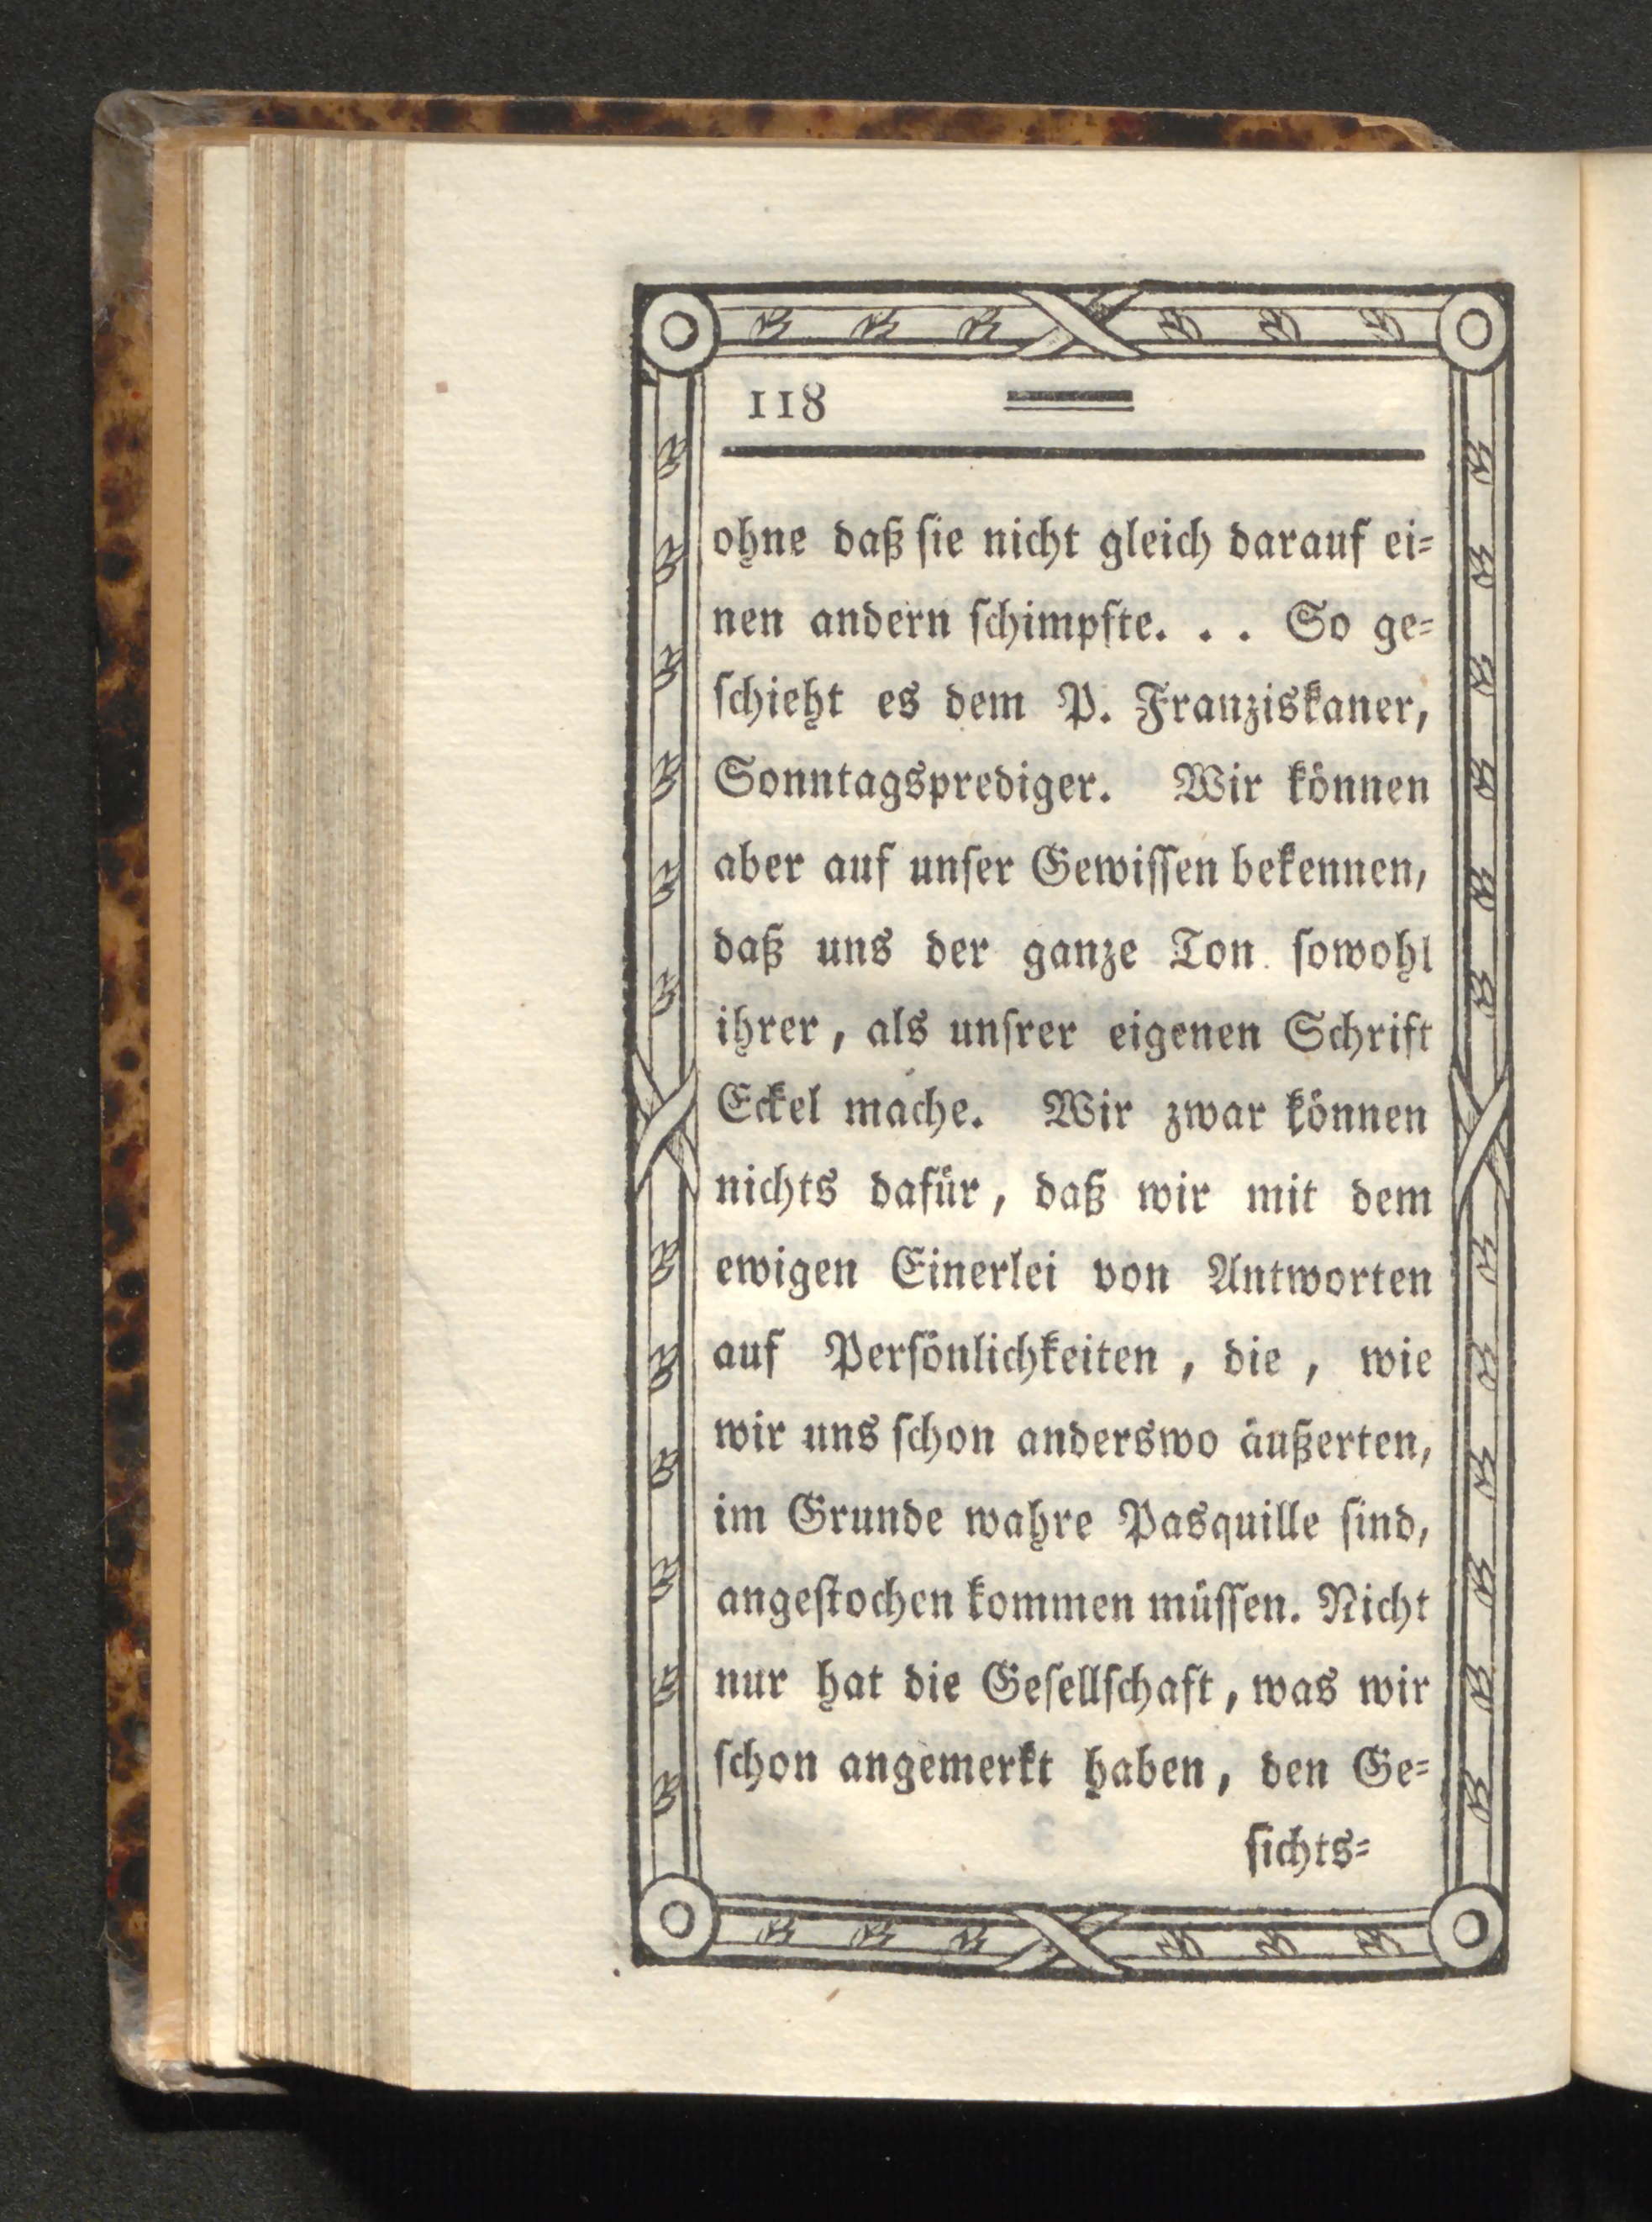 118
ohne daß ſie nicht gleich darauf ei-
nen andern ſchimpfte. . . So ge-
ſchieht es dem P. Franziskaner,
Sonntagsprediger. Wir können
aber auf unſer Gewiſſen bekennen,
daß uns der ganze Ton ſowohl
ihrer, als unſrer eigenen Schrift
Eckel mache. Wir zwar können
nichts dafür, daß wir mit dem
ewigen Einerlei von Antworten
auf Perſönlichkeiten, die, wie
wir uns ſchon anderswo äußerten,
im Grunde wahre Pasquille ſind,
angeſtochen kommen müſſen. Nicht
nur hat die Geſellſchaft, was wir
ſchon angemerkt haben, den Ge-
ſichts-